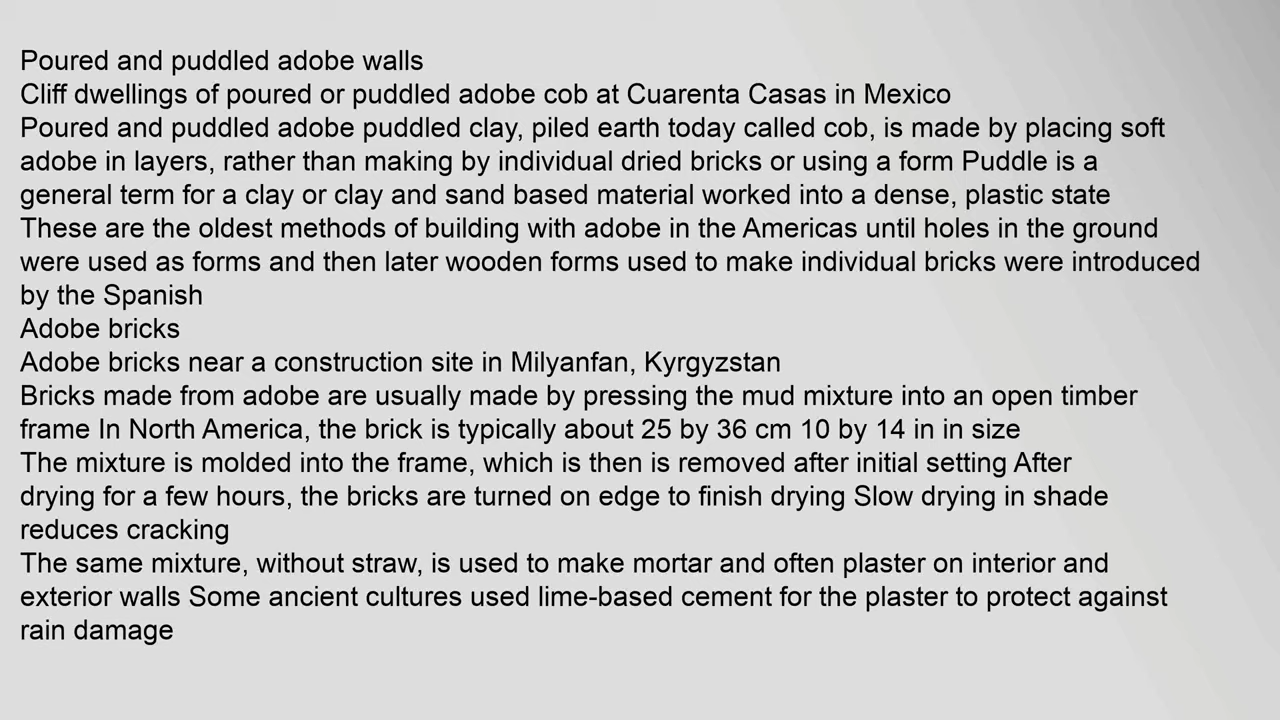 Poured and puddled adobe walls
Cliff dwellings of poured or puddled adobe cob at Cuarenta Casas in Mexico
Poured and puddled adobe puddled clay, piled earth today called cob, is made by placing soft
adobe in layers, rather than making by individual dried bricks or using a form Puddle is a
general term for a clay or clay and sand based material worked into a dense, plastic state
These are the oldest methods of building with adobe in the Americas until holes in the ground
were used as forms and then later wooden forms used to make individual bricks were introduced
by the Spanish
Adobe bricks
Adobe bricks near a construction site in Milyanfan, Kyrgyzstan
Bricks made from adobe are usually made by pressing the mud mixture into an open timber
frame In North America, the brick is typically about 25 by 36 cm 10 by 14 in in size
The mixture is molded into the frame, which is then is removed after initial setting After
drying for a few hours, the bricks are turned on edge to finish drying Slow drying in shade
reduces cracking
The same mixture, without straw, is used to make mortar and often plaster on interior and
exterior walls Some ancient cultures used lime-based cement for the plaster to protect against
rain damage